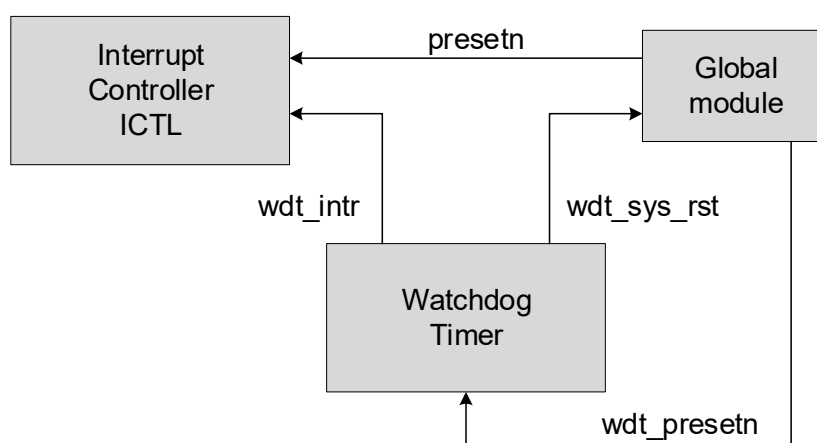 presetn
Interrupt
Controller
ICTL
Global
module
wdt_intr
wdt_sys_rst
Watchdog
Timer
wdt_presetn